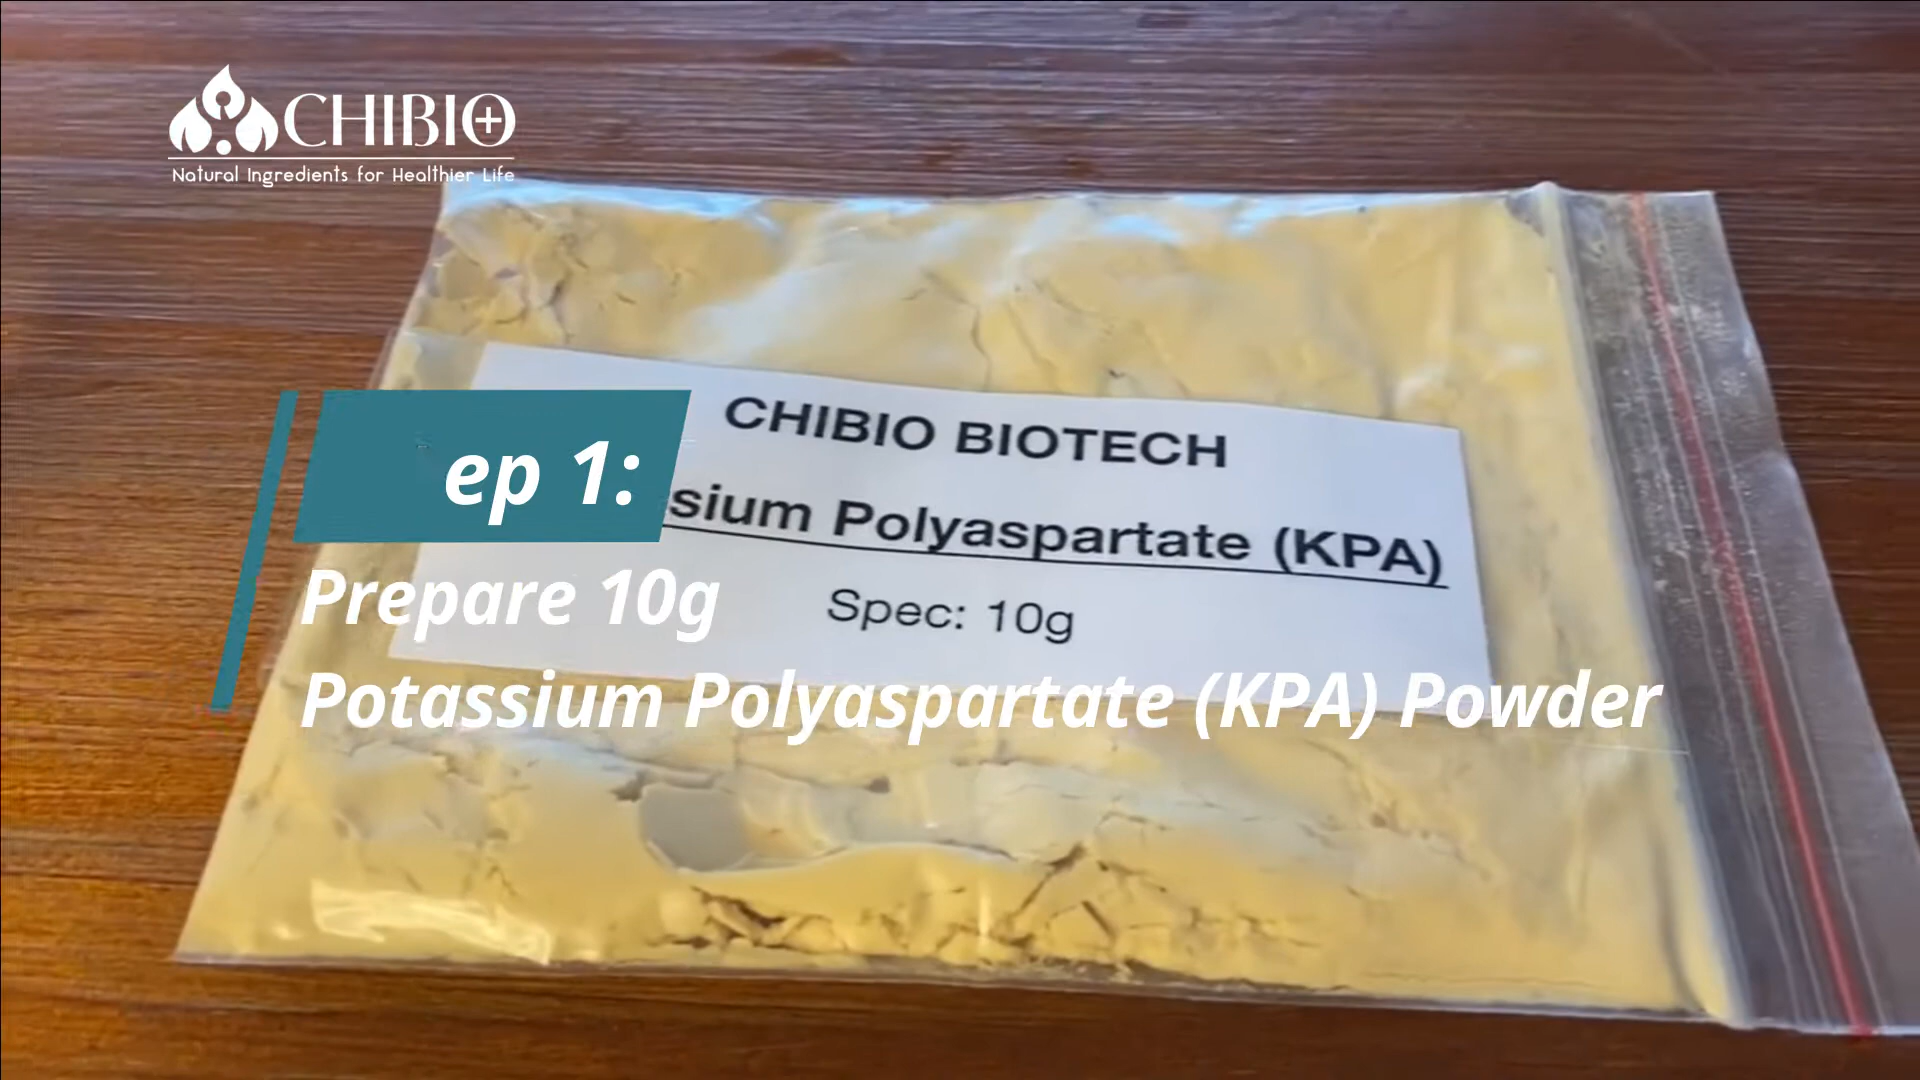 CHIBIO
Natural Ingredients for Healthier Life
CHIBIO BIOTECH
sium Polyaspartate (KPA)
Spec: 10g
ep 1:
Prepare 10g
Potassium Polyaspartate (KPA) Powder